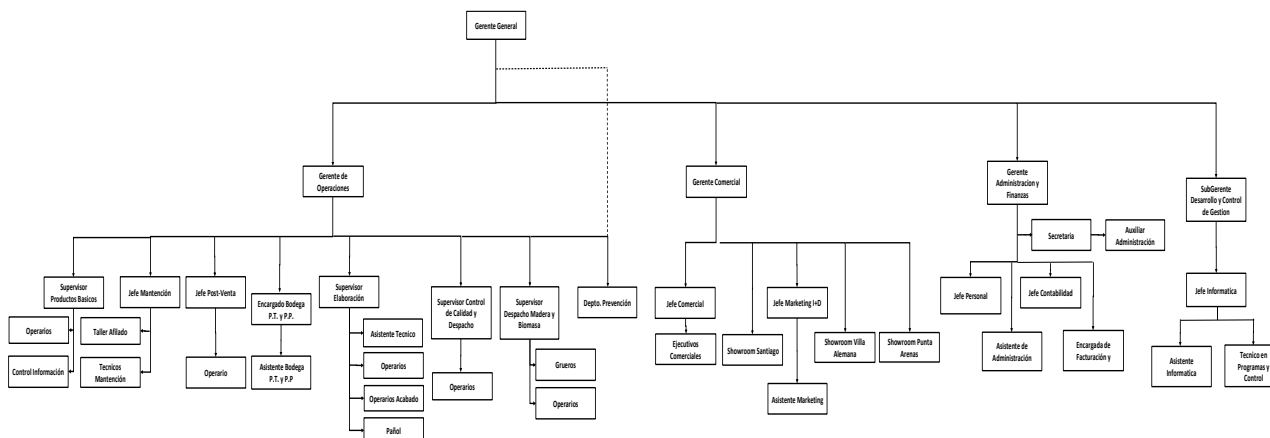 Gerente General
Gerente de
Operaciones
Gerente Comercial
Gerente
Administracion y
Finanzas
SubGerente
Desarrollo y Control
de Gestion
Secretaria
Auxiliar
Administración
Supervisor
Productos Basicos
Jefe Mantención
Jefe Post-Venta
Encargado Bodega
P.T. y P.P.
Supervisor
Elaboración
Supervisor Control
de Calidad y
Despacho
Supervisor
Despacho Madera y
Biomasa
Depto. Prevención
Jefe Comercial
Jefe Marketing I+D
Jefe Personal
Jefe Contabilidad
Jefe Informatica
Operarios
Taller Afilado
Control Información
Tecnicos
Mantención
Operario
Asistente Bodega
P.T. y P.P
Asistente Tecnico
Operarios
Operarios Acabado
Pañol
Operarios
Grueros
Operarios
Ejecutivos
Comerciales
Showroom Santiago
Showroom Villa
Alemana
Showroom Punta
Arenas
Asistente Marketing
Asistente de
Administración
Encargada de
Facturación y
Asistente
Informatica
Tecnico en
Programas y
Control